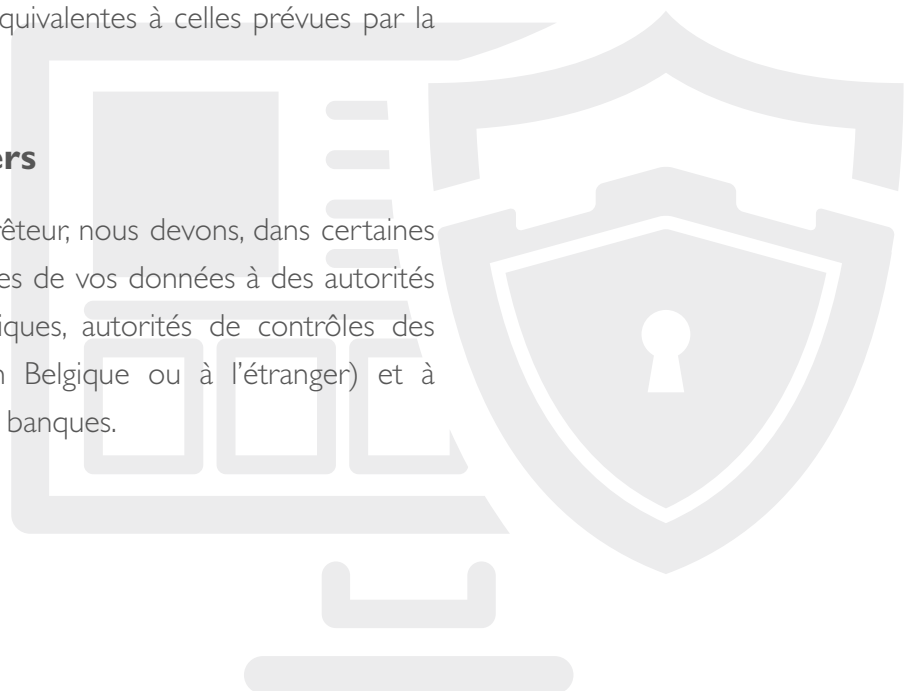 quivalentes à celles prévues par la
ers
rêteur, nous devons, dans certaines
es de vos données à des autorités
iques, autorités de contrôles des
n Belgique ou à l'étranger) et à
banques.